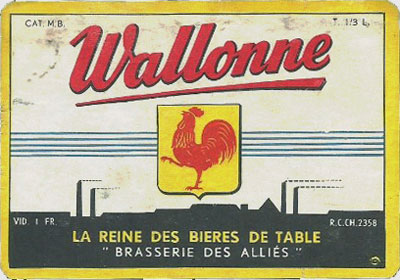 CAT. M.B.
T. 1/3 L.
Wallonne
VID. 1 FR.
R.C.CH.2358
LA REINE DES BIERES DE TABLE
" BRASSERIE DES ALLIÉS "